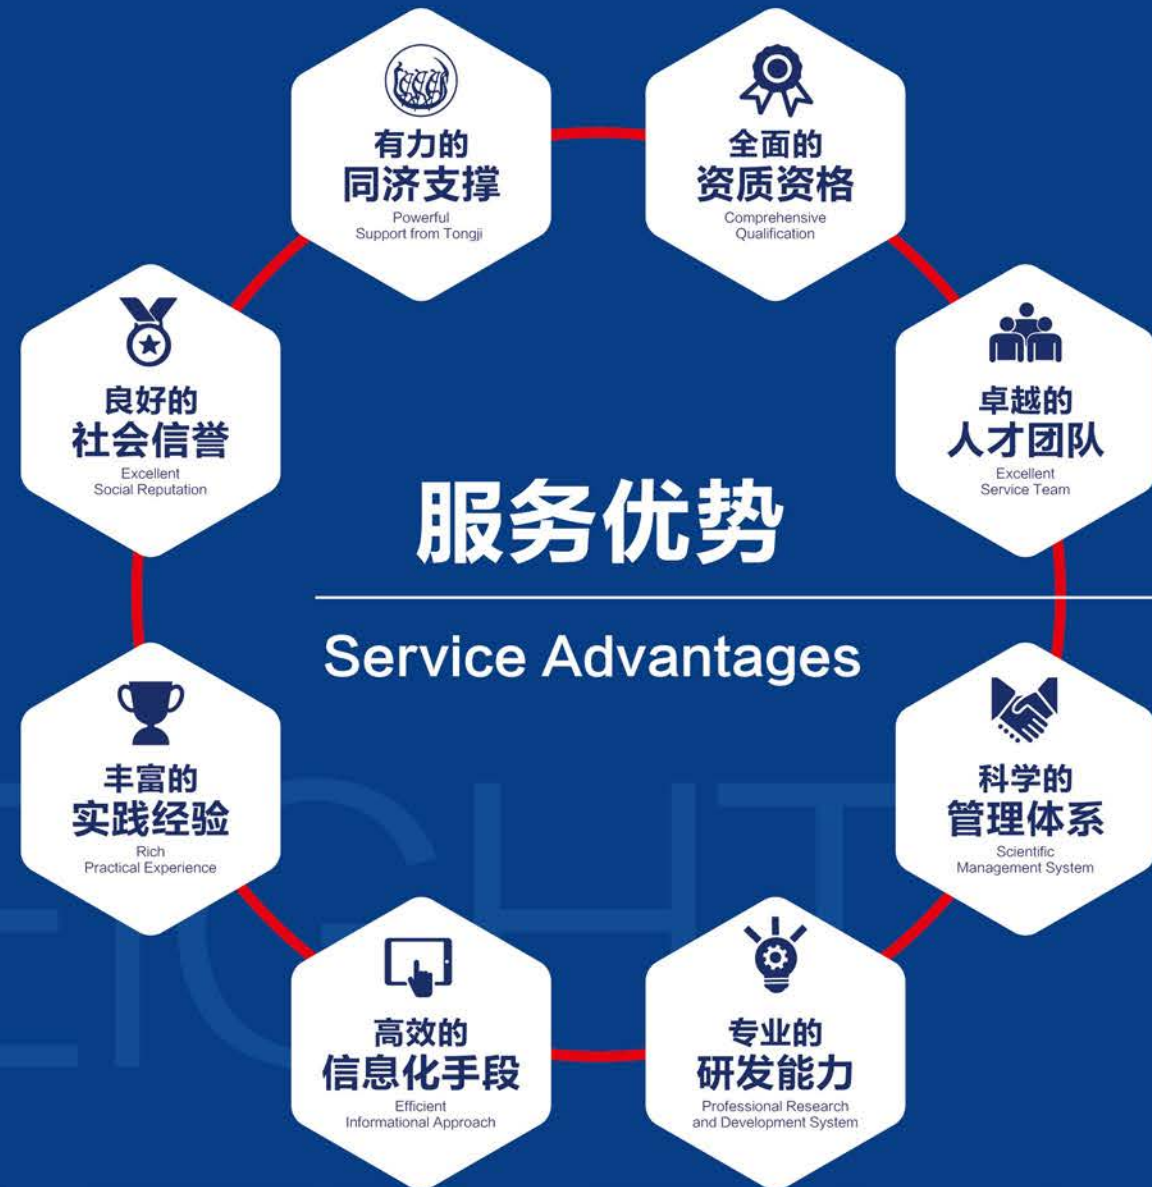 有力的
同济支撑
Powerful
Support from Tongji
全面的
资质资格
Comprehensive
Qualification
良好的
社会信誉
Excellent
Social Reputation
卓越的
人才团队
Excellent
Service Team
服务优势
Service Advantages
丰富的
实践经验
Rich
Practical Experience
科学的
管理体系
Scientific
Management System
高效的
信息化手段
Efficient
Informational Approach
专业的
研发能力
Professional Research
and Development System
EIGHT